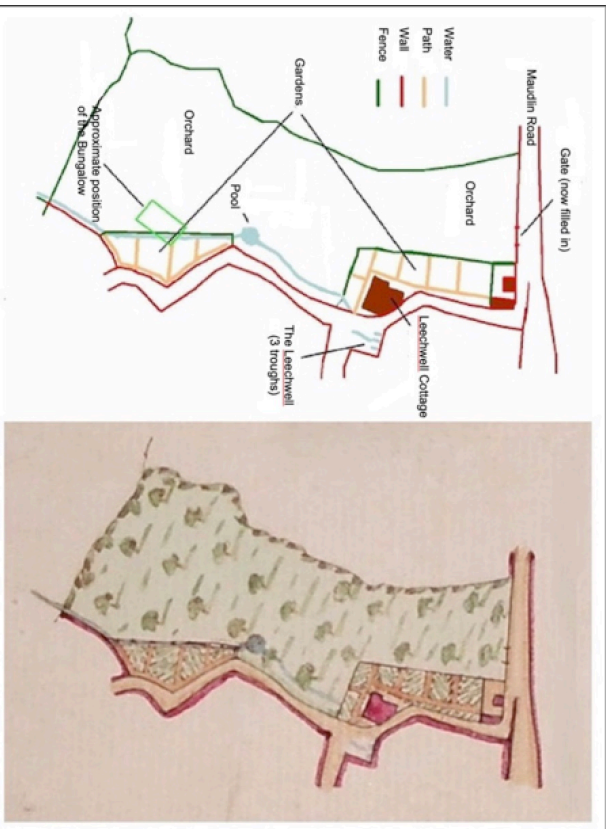 Maudlin Road
Gate (now filled in)
Water
Path
Wall
Fence
Gardens
Orchard
Leechwell Cottage
The Leechwell
(3 troughs)
Pool
Orchard
Approximate position
of the Bungalow